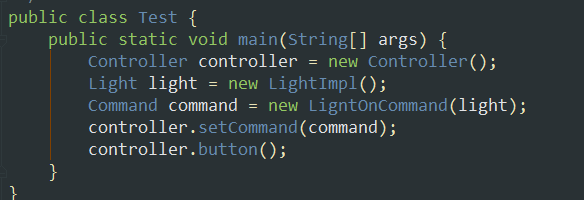 public class Test {
    public static void main(String[] args) {
        Controller controller = new Controller();
        Light light = new LightImpl();
        Command command = new LigntOnCommand(light);
        controller.setCommand(command);
        controller.button();
    }
}